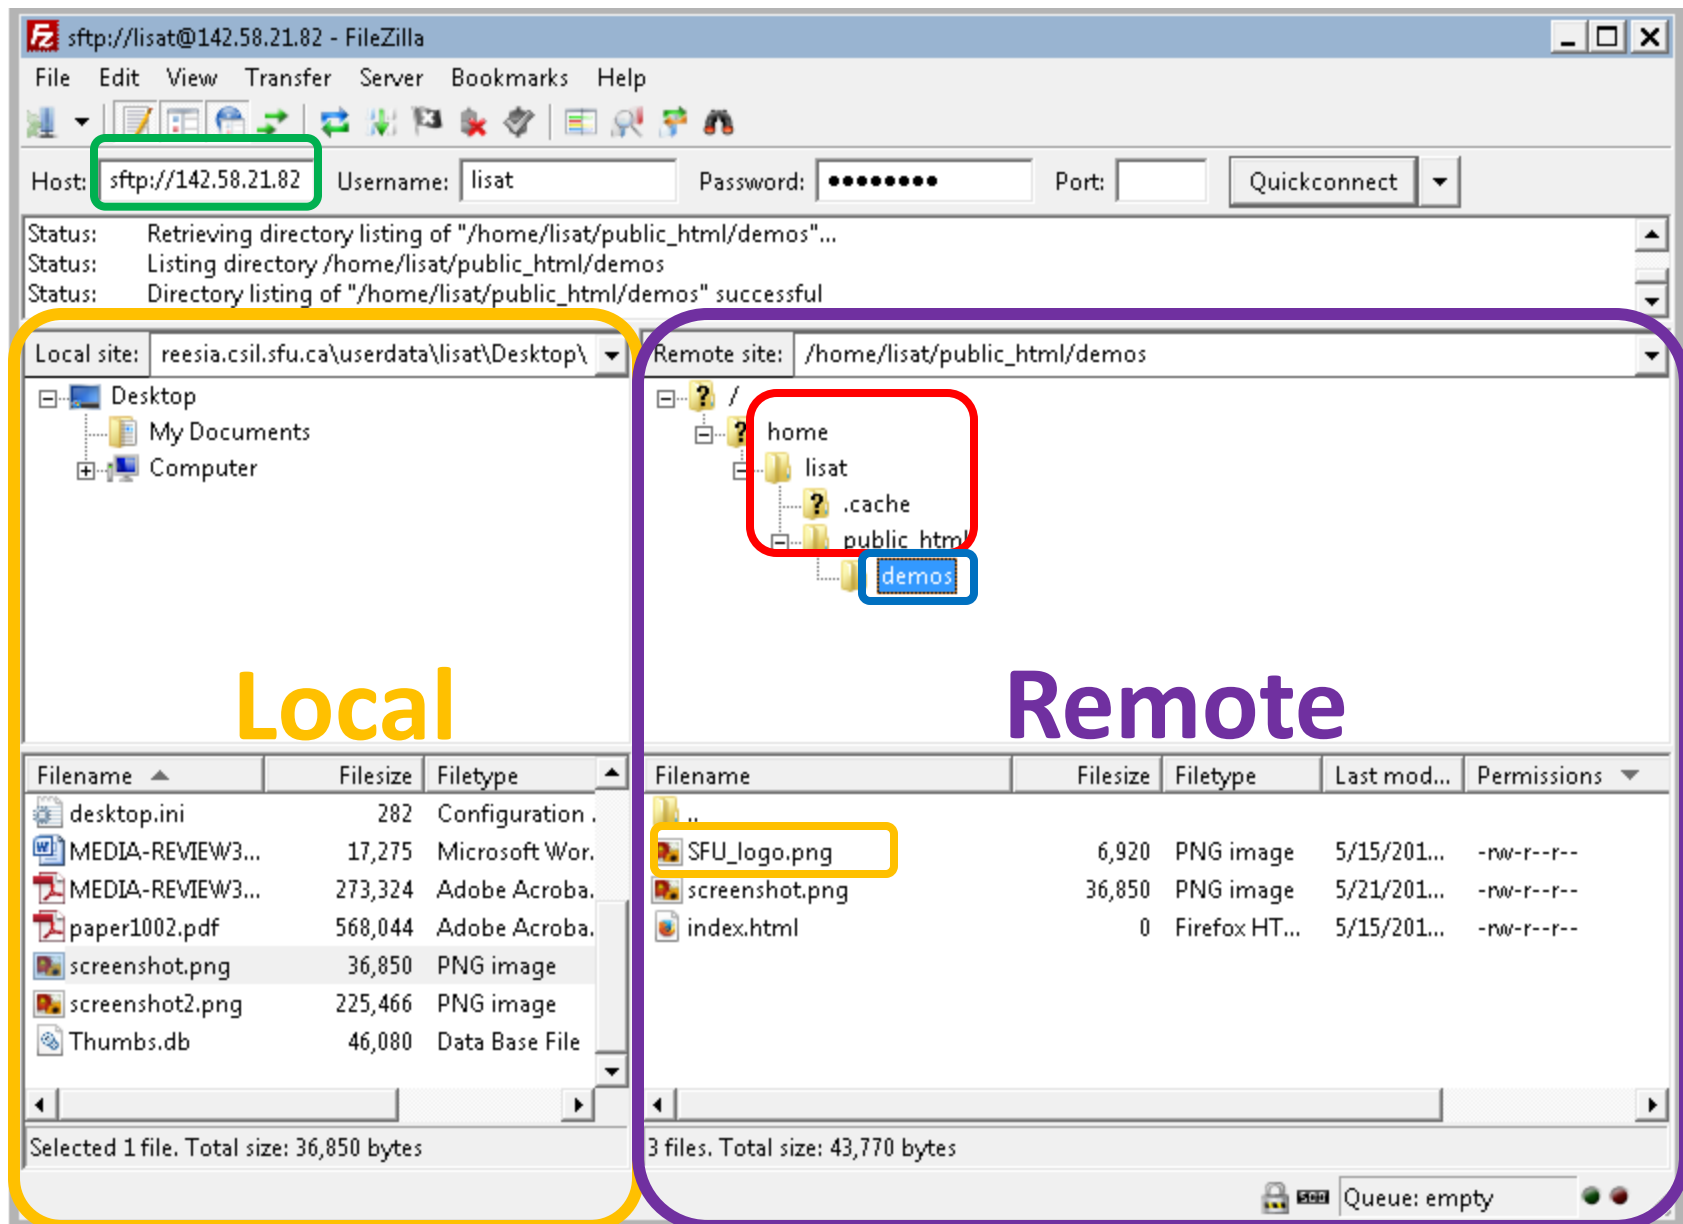 sftp://lisat@142.58.21.82 - FileZilla
File Edit View Transfer Server Bookmarks Help
Host: sftp://142.58.21.82 Username: lisat Password: ●●●●●●●● Port: Quickconnect
Status: Retrieving directory listing of "/home/lisat/public_html/demos"...
Status: Listing directory /home/lisat/public_html/demos
Status: Directory listing of "/home/lisat/public_html/demos" successful
Local site: reesia.csil.sfu.ca\userdata\lisat\Desktop\
Desktop
My Documents
Computer
Local
Filename Filesize Filetype
desktop.ini 282 Configuration .
MEDIA-REVIEW3... 17,275 Microsoft Wor.
MEDIA-REVIEW3... 273,324 Adobe Acroba.
paper1002.pdf 568,044 Adobe Acroba.
screenshot.png 36,850 PNG image
screenshot2.png 225,466 PNG image
Thumbs.db 46,080 Data Base File
Selected 1 file. Total size: 36,850 bytes
Remote site: /home/lisat/public_html/demos
/
home
lisat
.cache
public_html
demos
Remote
Filename Filesize Filetype Last mod... Permissions
..
SFU_logo.png 6,920 PNG image 5/15/201... -rw-r--r--
screenshot.png 36,850 PNG image 5/21/201... -rw-r--r--
index.html 0 Firefox HT... 5/15/201... -rw-r--r--
3 files. Total size: 43,770 bytes
Queue: empty